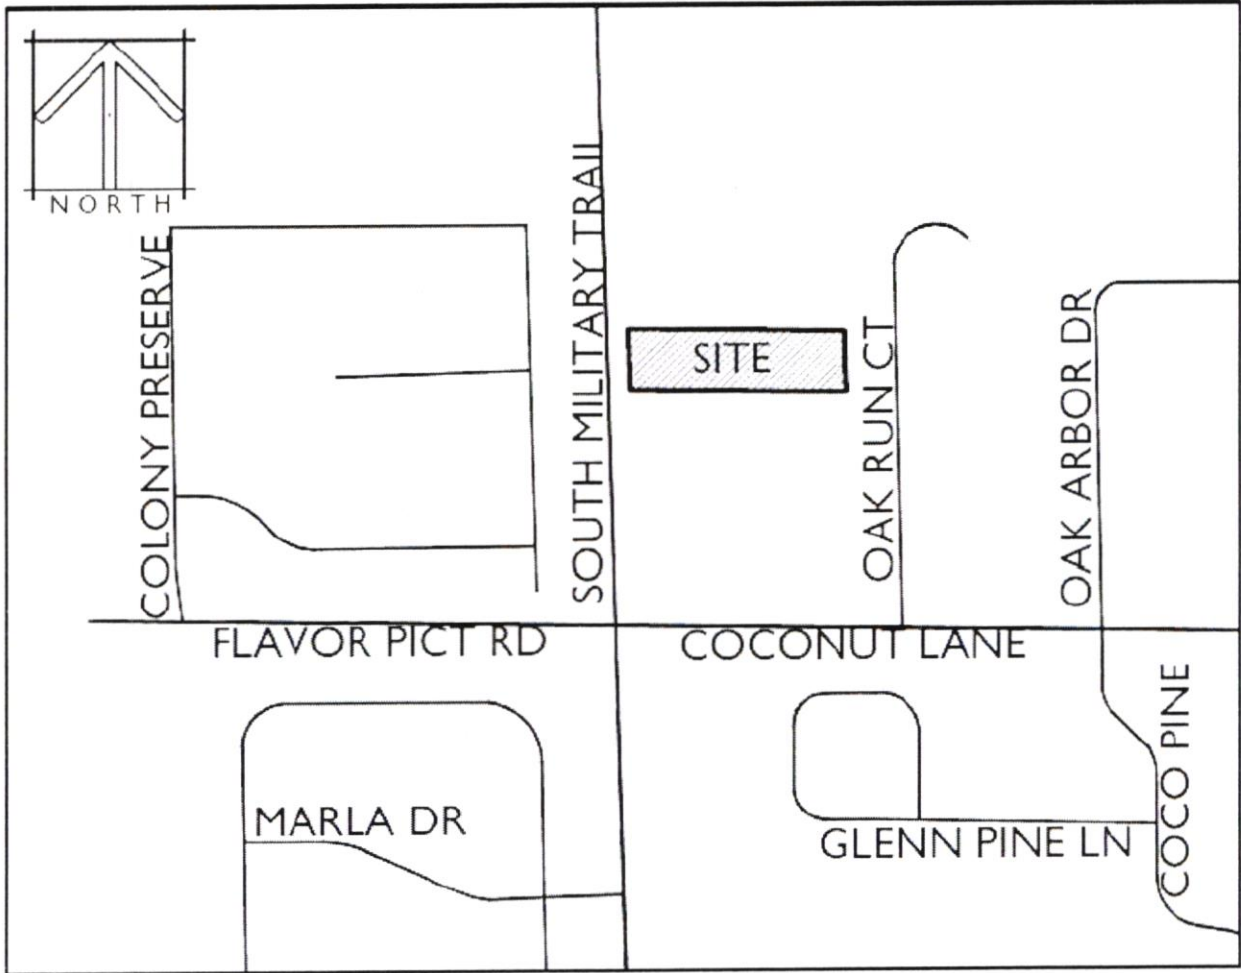 NORTH
COLONY PRESERVE
SOUTH MILITARY TRAIL
SITE
OAK RUN CT
OAK ARBOR DR
FLAVOR PICT RD
COCONUT LANE
MARLA DR
GLENN PINE LN
COCO PINE